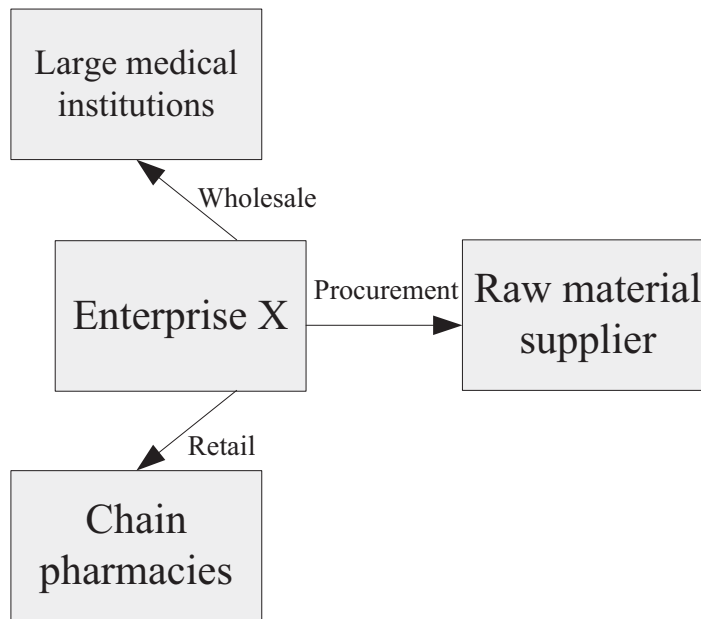 Large medical
institutions
Wholesale
Enterprise X
Procurement
Raw material
supplier
Retail
Chain
pharmacies